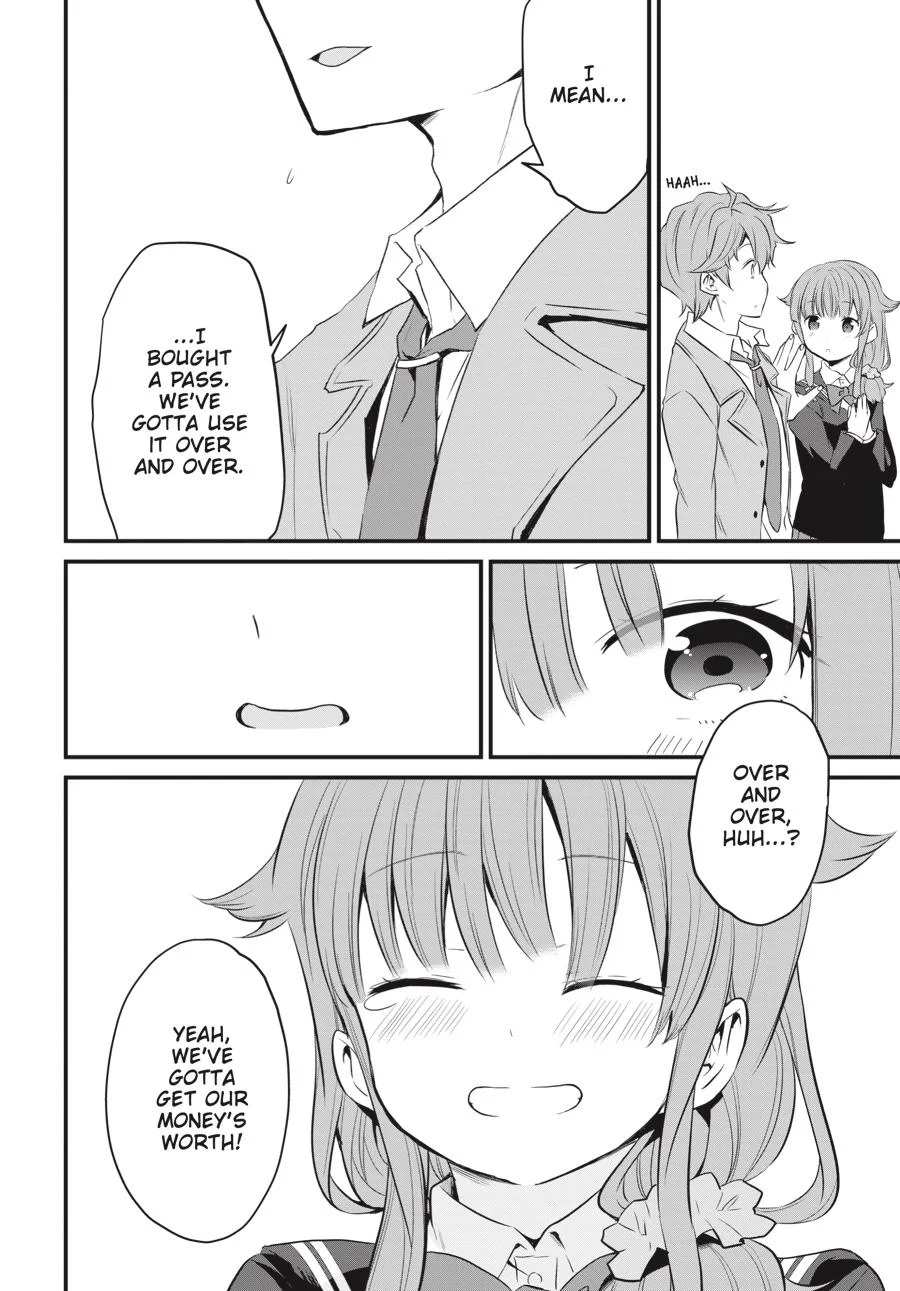 HAAH...
I
MEAN...
...I
BOUGHT
A PASS.
WE'VE
GOTTA USE
IT OVER
AND OVER.
OVER
AND
OVER,
HUH...?
YEAH,
WE'VE
GOTTA
GET OUR
MONEY'S
WORTH!